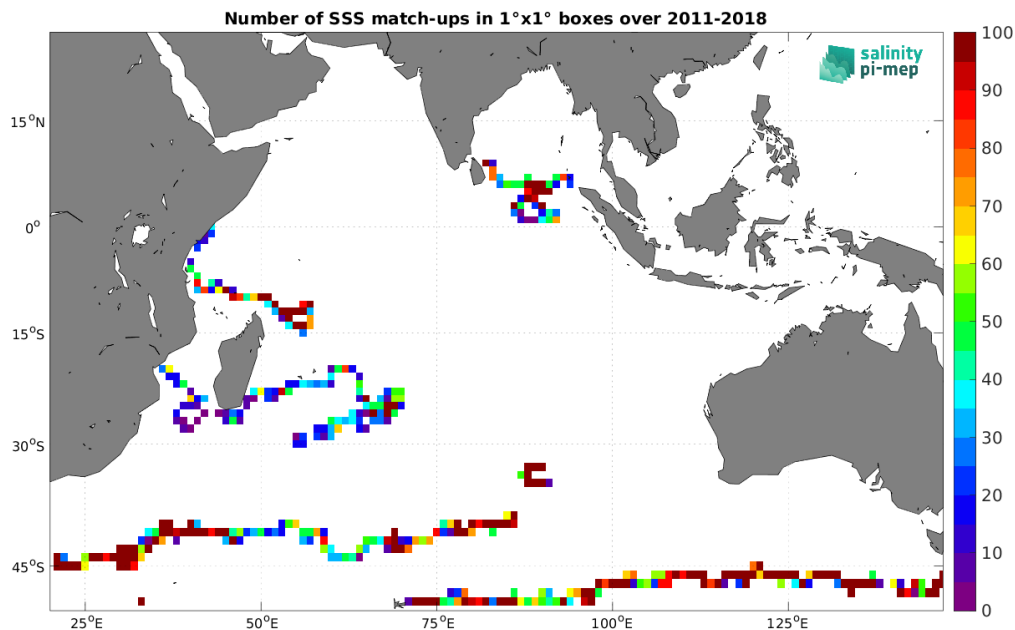 Number of SSS match-ups in 1°x1° boxes over 2011-2018
salinity
pi-mep
100
90
80
70
60
50
40
30
20
10
0
15°N
0°
15°S
30°S
45°S
25°E
50°E
75°E
100°E
125°E